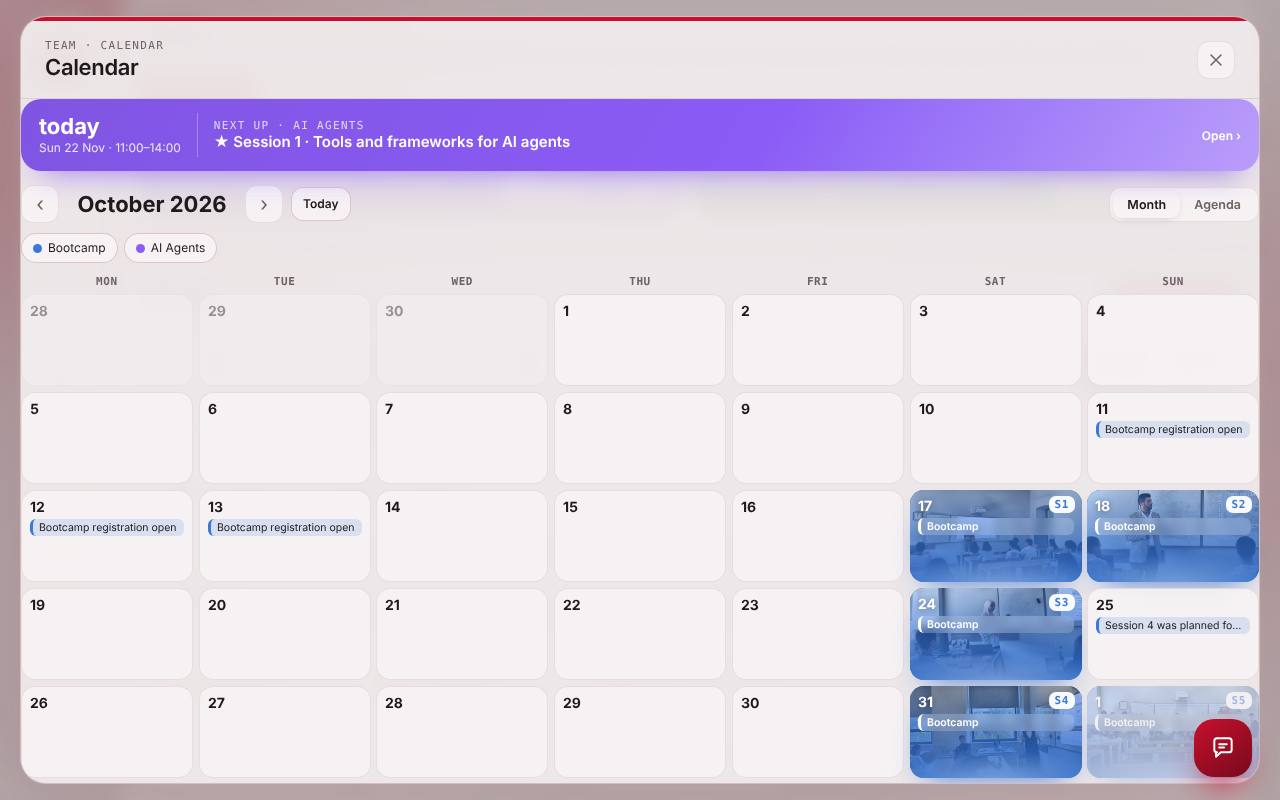 TEAM · CALENDAR
Calendar
today
Sun 22 Nov · 11:00–14:00
NEXT UP · AI AGENTS
★ Session 1 · Tools and frameworks for AI agents
Open ›
‹ October 2026 › Today
Month Agenda
Bootcamp AI Agents
MON TUE WED THU FRI SAT SUN
28 29 30 1 2 3 4
5 6 7 8 9 10 11
Bootcamp registration open
12 13 14 15 16 17 S1 18 S2
Bootcamp registration open Bootcamp registration open Bootcamp Bootcamp
19 20 21 22 23 24 S3 25
Bootcamp Session 4 was planned fo...
26 27 28 29 30 31 S4 1 S5
Bootcamp Bootcamp